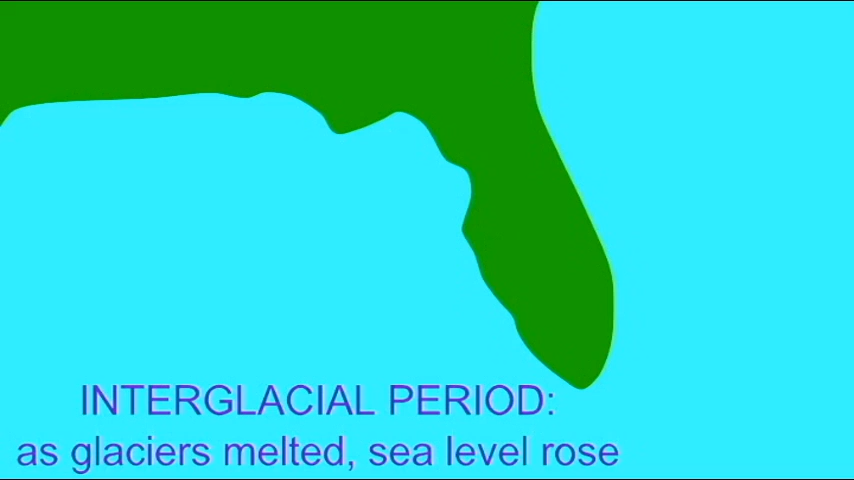 INTERGLACIAL PERIOD:
as glaciers melted, sea level rose